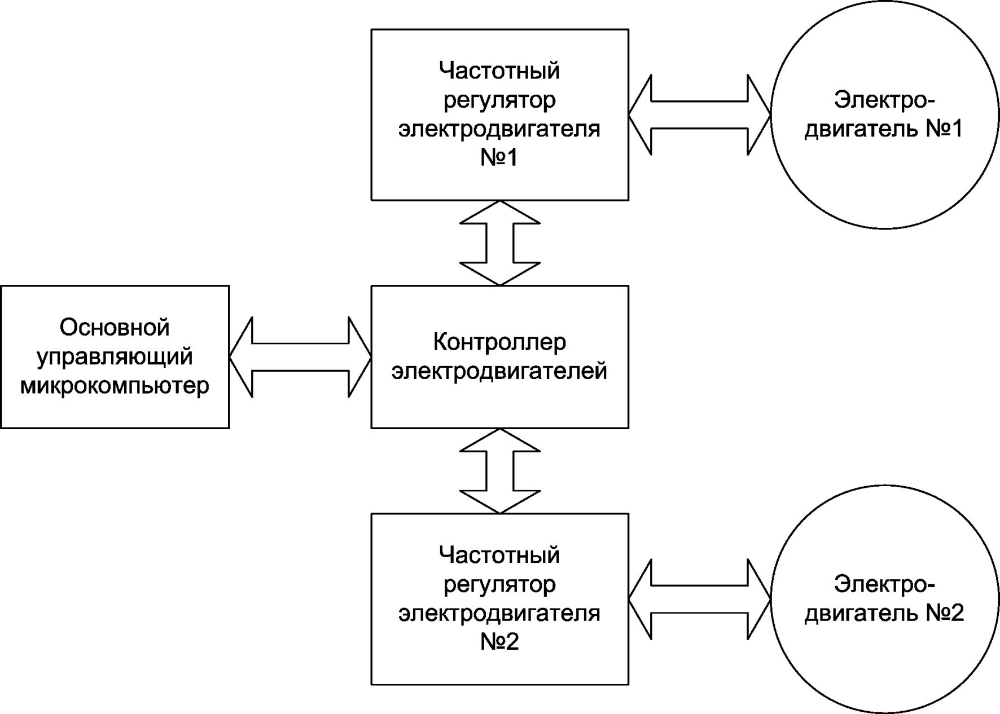 Частотный
регулятор
электродвигателя
№1
Электро-
двигатель №1
Основной
управляющий
микрокомпьютер
Контроллер
электродвигателей
Частотный
регулятор
электродвигателя
№2
Электро-
двигатель №2